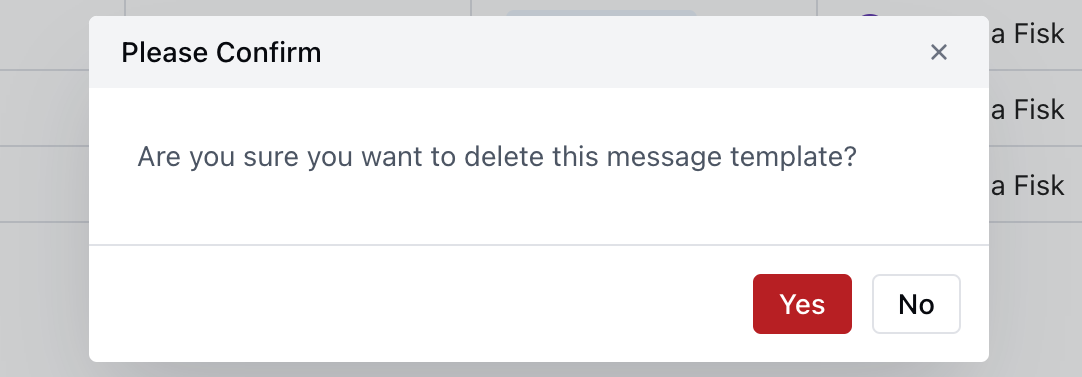 Please Confirm
a Fisk
a Fisk
Are you sure you want to delete this message template?
a Fisk
Yes No